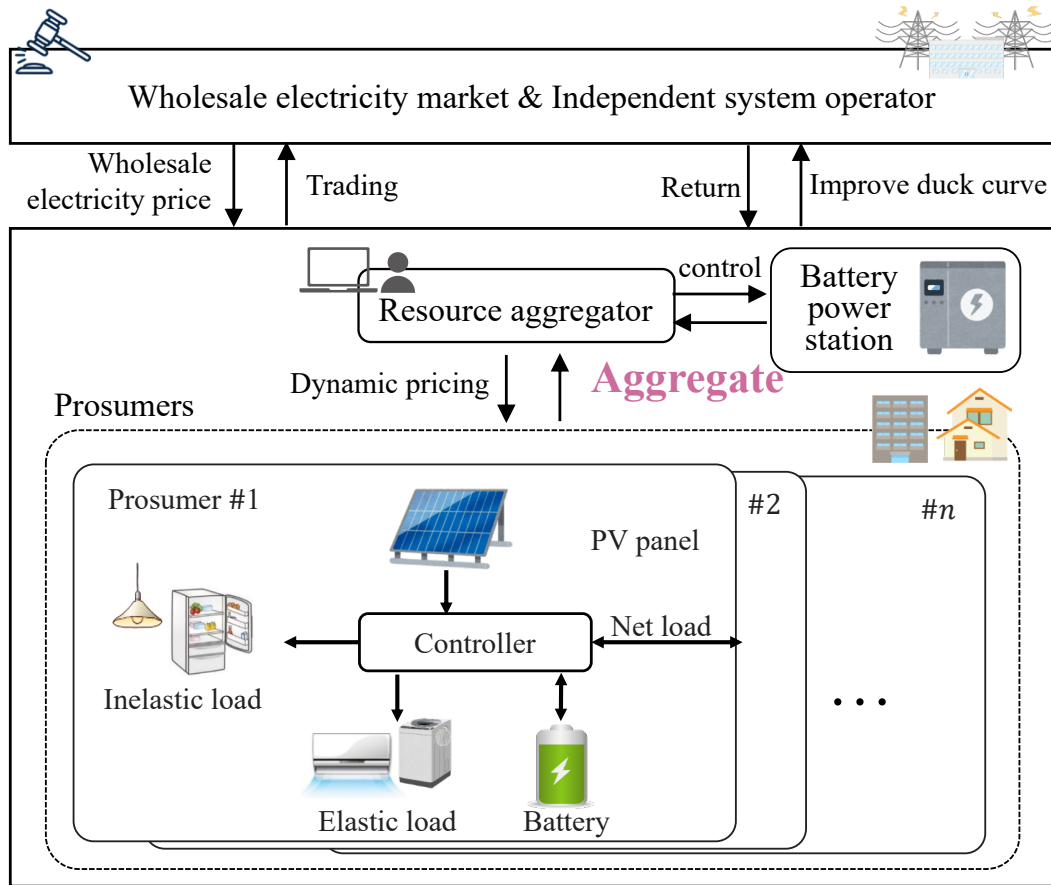 Wholesale electricity market & Independent system operator
Wholesale
electricity price
Trading
Return
Improve duck curve
Resource aggregator
control
Battery
power
station
Dynamic pricing
Aggregate
Prosumers
Prosumer #1
#2
#n
PV panel
Controller
Net load
Inelastic load
Elastic load
Battery
...